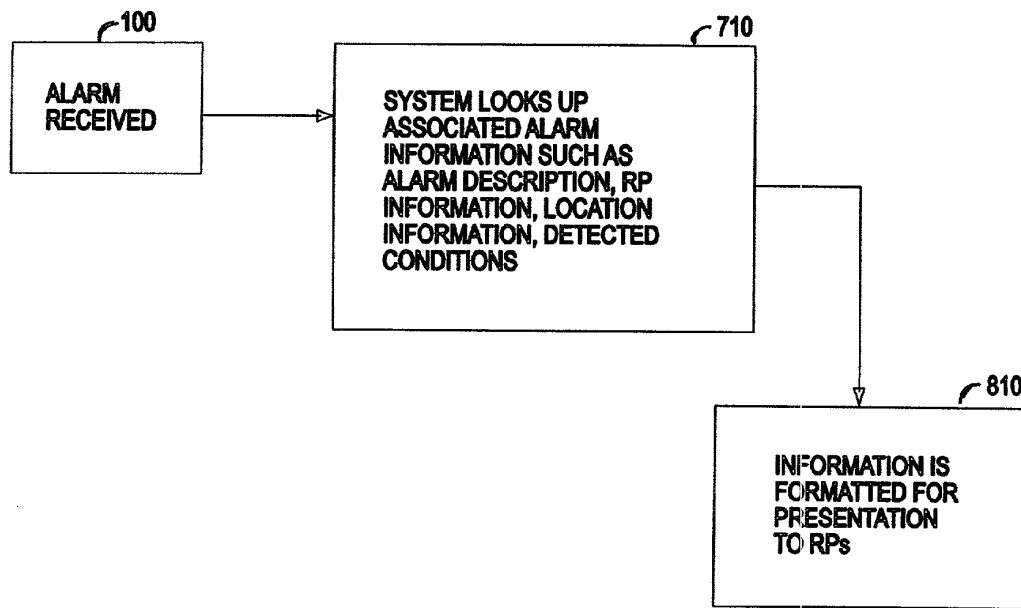 100
ALARM
RECEIVED
710
SYSTEM LOOKS UP
ASSOCIATED ALARM
INFORMATION SUCH AS
ALARM DESCRIPTION, RP
INFORMATION, LOCATION
INFORMATION, DETECTED
CONDITIONS
810
INFORMATION IS
FORMATTED FOR
PRESENTATION
TO RPs